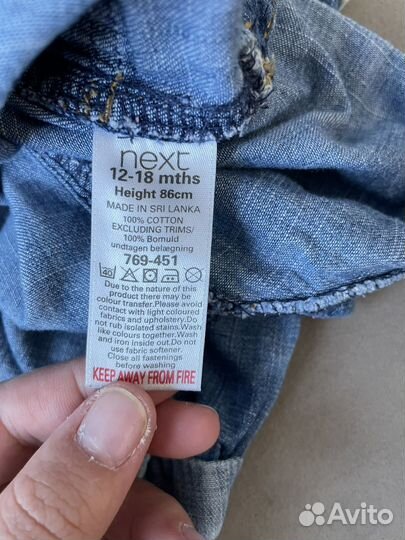 next
12-18 mths
Height 86cm
MADE IN SRI LANKA
100% COTTON
EXCLUDING TRIMS/
100% Bomuld
undtagen belægning
769-451
40
Due to the nature of this
product there may be
colour transfer.Please avoid
contact with light coloured
fabrics and upholstery.Do
not rub isolated stains.Wash
like colours together.Wash
and iron inside out.Do not
use fabric softener.
Close all fastenings
before washing
KEEP AWAY FROM FIRE
Avito